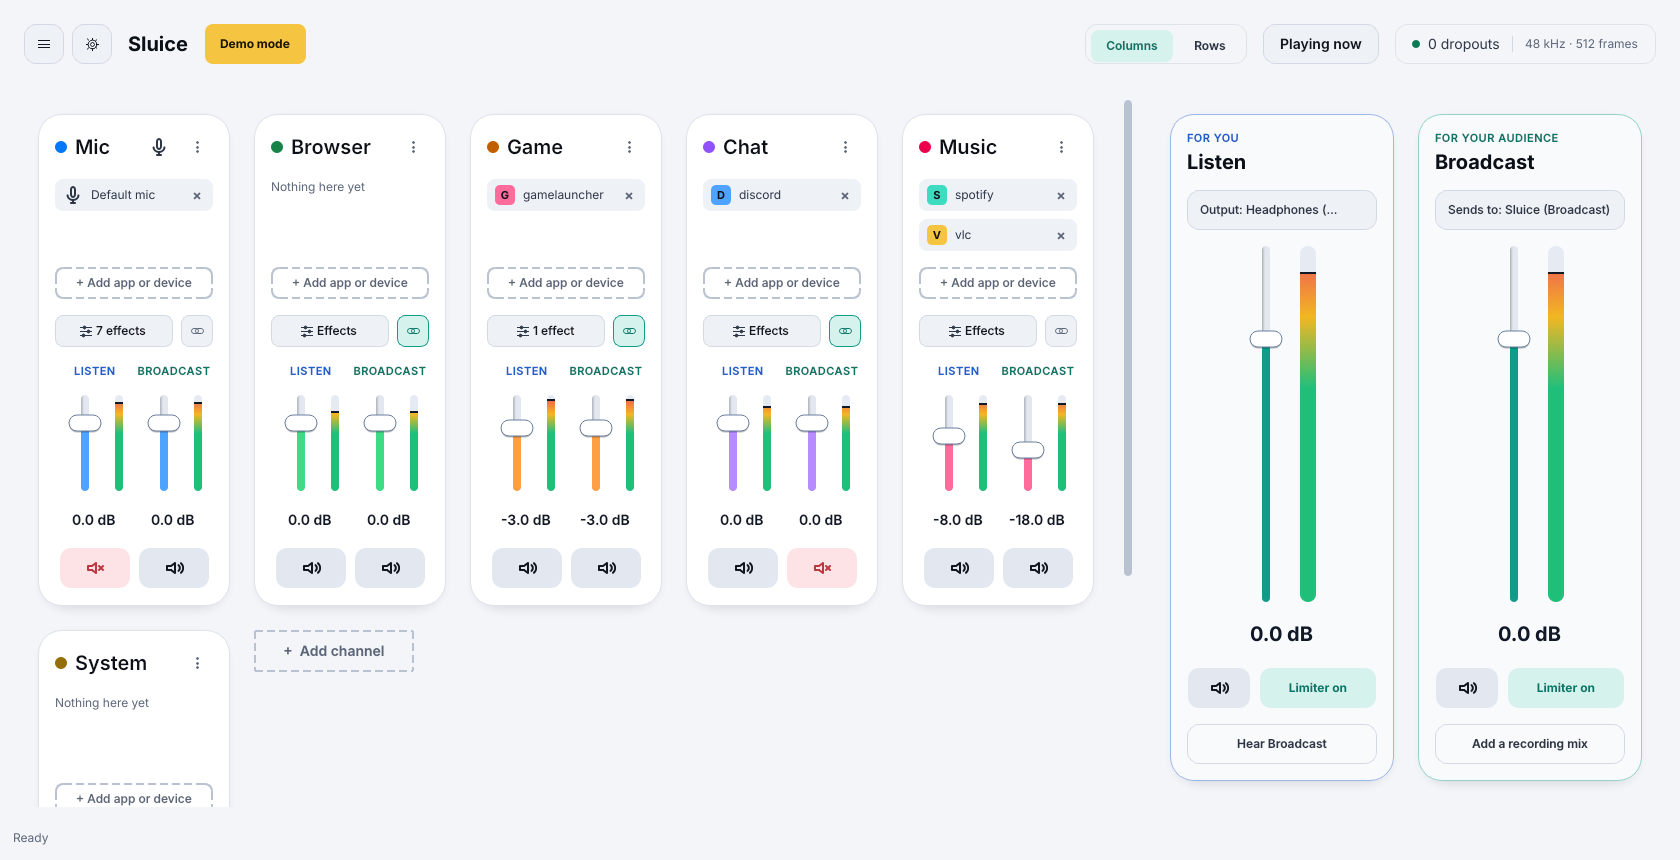 Sluice
Demo mode
Columns
Rows
Playing now
0 dropouts
48 kHz · 512 frames
Mic
Default mic
×
+ Add app or device
7 effects
LISTEN
BROADCAST
0.0 dB
0.0 dB
Browser
Nothing here yet
+ Add app or device
Effects
LISTEN
BROADCAST
0.0 dB
0.0 dB
Game
G
gamelauncher
×
+ Add app or device
1 effect
LISTEN
BROADCAST
-3.0 dB
-3.0 dB
Chat
D
discord
×
+ Add app or device
Effects
LISTEN
BROADCAST
0.0 dB
0.0 dB
Music
S
spotify
×
V
vlc
×
+ Add app or device
Effects
LISTEN
BROADCAST
-8.0 dB
-18.0 dB
System
Nothing here yet
+ Add app or device
+ Add channel
FOR YOU
Listen
Output: Headphones (...
0.0 dB
Limiter on
Hear Broadcast
FOR YOUR AUDIENCE
Broadcast
Sends to: Sluice (Broadcast)
0.0 dB
Limiter on
Add a recording mix
Ready